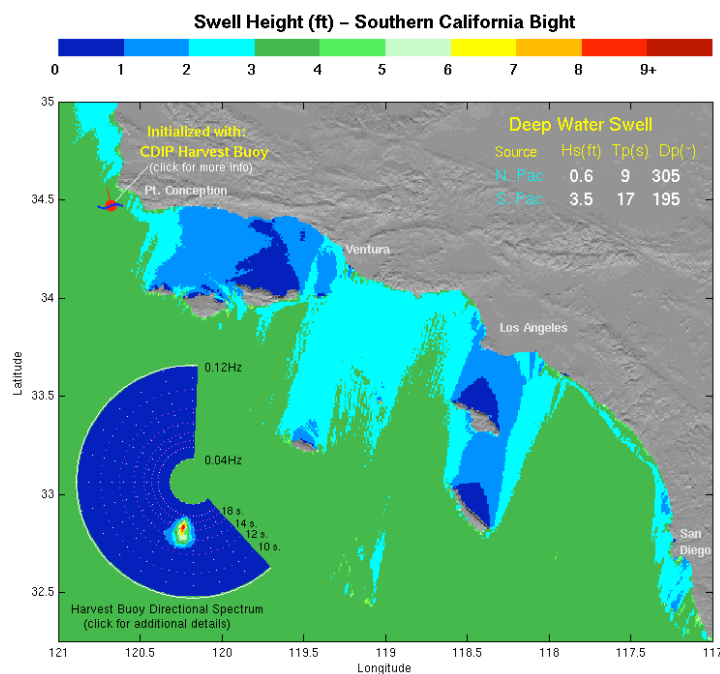 Swell Height (ft) – Southern California Bight
0 1 2 3 4 5 6 7 8 9+
35
34.5
34
33.5
33
32.5
Latitude
Initialized with:
CDIP Harvest Buoy
(click for more info)
Pt. Conception
Deep Water Swell
Source Hs(ft) Tp(s) Dp(°)
N. Pac 0.6 9 305
S. Pac 3.5 17 195
Ventura
Los Angeles
San
Diego
0.12Hz
0.04Hz
18 s.
14 s.
12 s.
10 s.
Harvest Buoy Directional Spectrum
(click for additional details)
121 120.5 120 119.5 119 118.5 118 117.5 117
Longitude